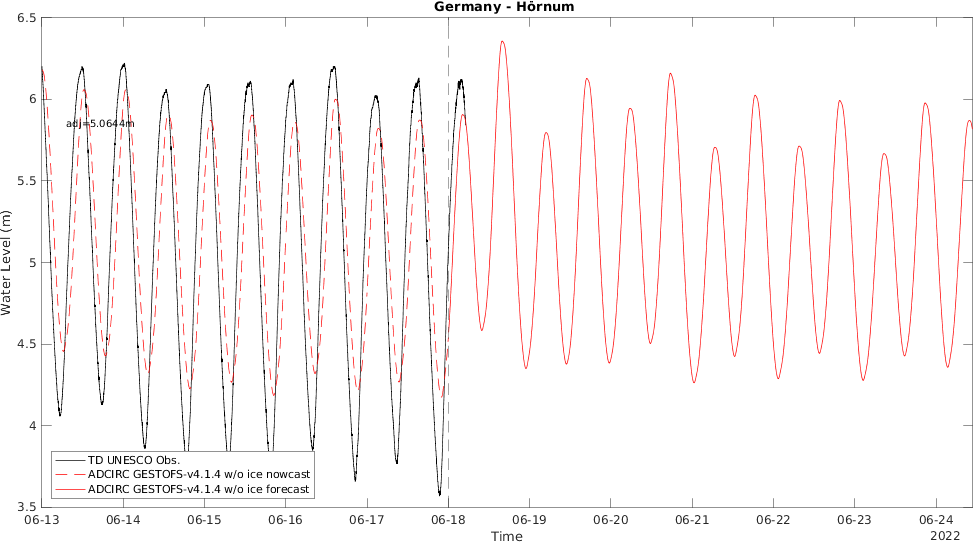 Germany - Hörnum
6.5
6
5.5
5
4.5
4
3.5
Water Level (m)
adj=5.0644m
TD UNESCO Obs.
ADCIRC GESTOFS-v4.1.4 w/o ice nowcast
ADCIRC GESTOFS-v4.1.4 w/o ice forecast
06-13 06-14 06-15 06-16 06-17 06-18 06-19 06-20 06-21 06-22 06-23 06-24
Time
2022